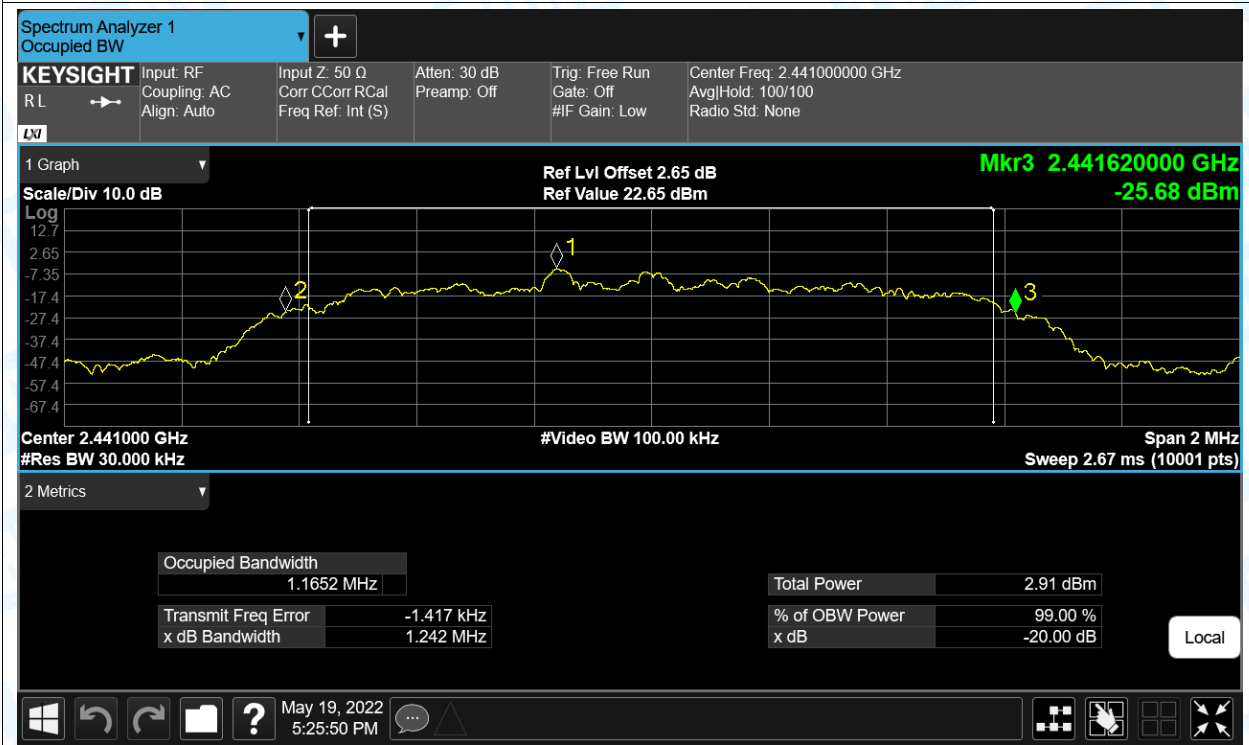 Spectrum Analyzer 1
Occupied BW
KEYSIGHT
R L
LXI
Input: RF
Coupling: AC
Align: Auto
Input Z: 50 Ω
Corr CCorr RCal
Freq Ref: Int (S)
Atten: 30 dB
Preamp: Off
Trig: Free Run
Gate: Off
#IF Gain: Low
Center Freq: 2.441000000 GHz
Avg|Hold: 100/100
Radio Std: None
1 Graph
Scale/Div 10.0 dB
Ref Lvl Offset 2.65 dB
Ref Value 22.65 dBm
Mkr3 2.441620000 GHz
-25.68 dBm
Log
12.7
2.65
-7.35
-17.4
-27.4
-37.4
-47.4
-57.4
-67.4
1
2
3
Center 2.441000 GHz
#Video BW 100.00 kHz
Span 2 MHz
#Res BW 30.000 kHz
Sweep 2.67 ms (10001 pts)
2 Metrics
Occupied Bandwidth
1.1652 MHz
Total Power 2.91 dBm
Transmit Freq Error -1.417 kHz
% of OBW Power 99.00 %
x dB Bandwidth 1.242 MHz
x dB -20.00 dB
Local
?
May 19, 2022
5:25:50 PM